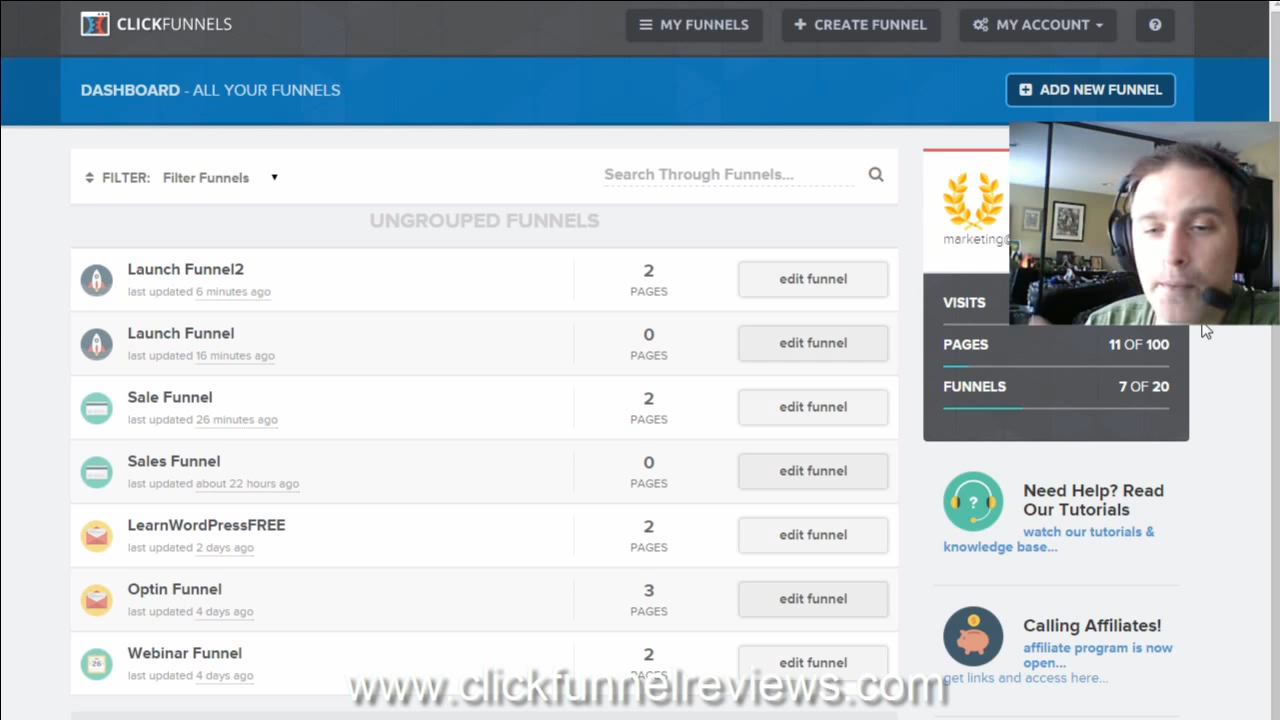 CLICKFUNNELS
MY FUNNELS
CREATE FUNNEL
MY ACCOUNT
?
DASHBOARD - ALL YOUR FUNNELS
ADD NEW FUNNEL
FILTER: Filter Funnels
Search Through Funnels...
UNGROUPED FUNNELS
Launch Funnel2
last updated 6 minutes ago
2
PAGES
edit funnel
Launch Funnel
last updated 16 minutes ago
0
PAGES
edit funnel
Sale Funnel
last updated 26 minutes ago
2
PAGES
edit funnel
Sales Funnel
last updated about 22 hours ago
0
PAGES
edit funnel
LearnWordPressFREE
last updated 2 days ago
2
PAGES
edit funnel
Optin Funnel
last updated 4 days ago
3
PAGES
edit funnel
Webinar Funnel
last updated 4 days ago
2
PAGES
edit funnel
marketing@
VISITS
PAGES 11 OF 100
FUNNELS 7 OF 20
?
Need Help? Read
Our Tutorials
watch our tutorials &
knowledge base...
Calling Affiliates!
affiliate program is now
open...
get links and access here...
26
www.clickfunnelreviews.com